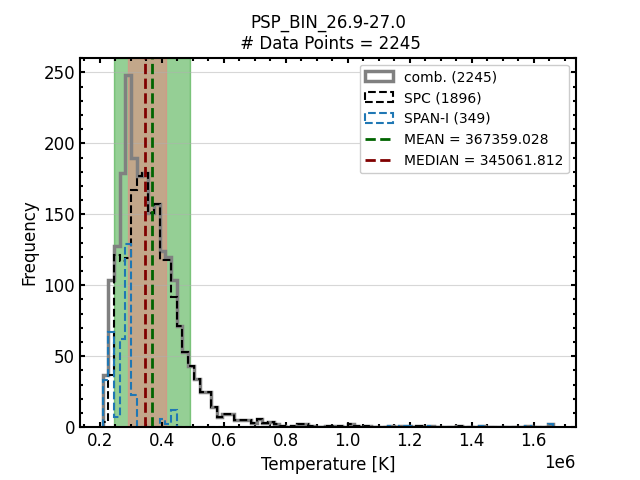 PSP_BIN_26.9-27.0
# Data Points = 2245
comb. (2245)
SPC (1896)
SPAN-I (349)
MEAN = 367359.028
MEDIAN = 345061.812
Frequency
250
200
150
100
50
0
0.2 0.4 0.6 0.8 1.0 1.2 1.4 1.6
1e6
Temperature [K]